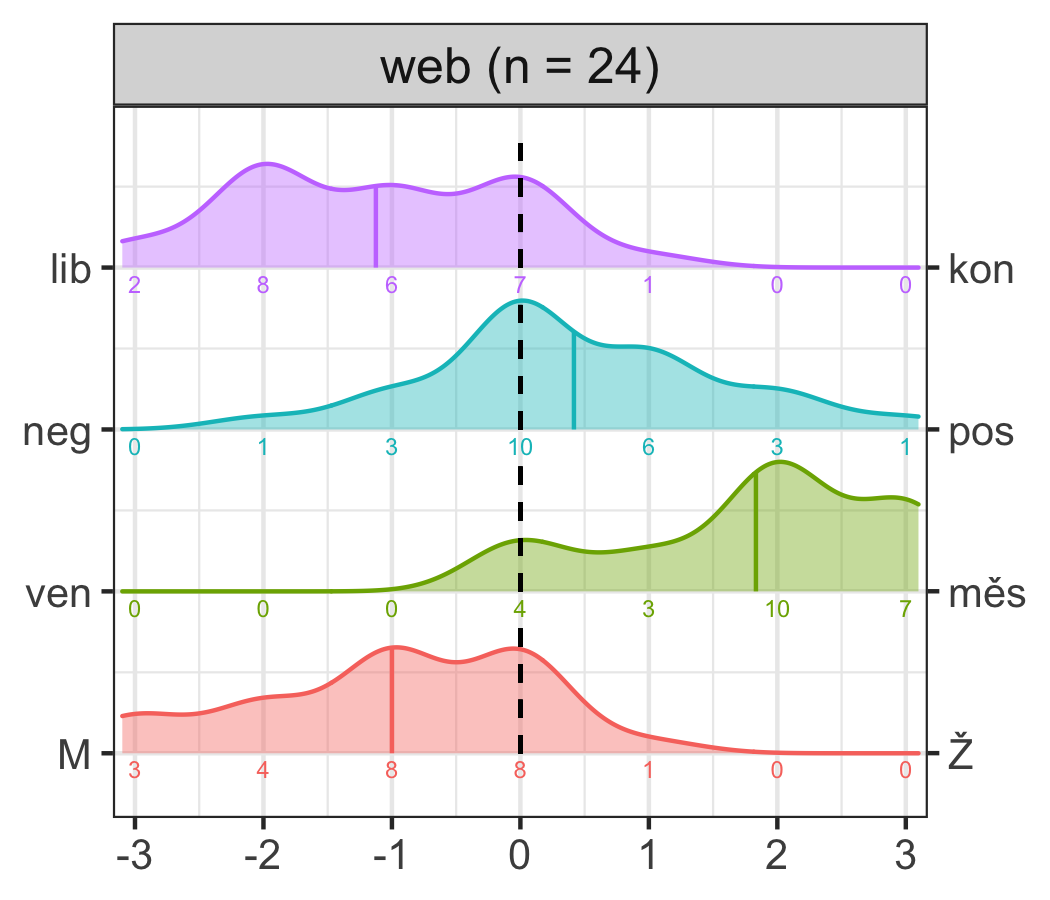 web (n = 24)
lib kon
2 8 6 7 1 0 0
neg pos
0 1 3 10 6 3 1
ven měs
0 0 0 4 3 10 7
M Ž
3 4 8 8 1 0 0
-3 -2 -1 0 1 2 3